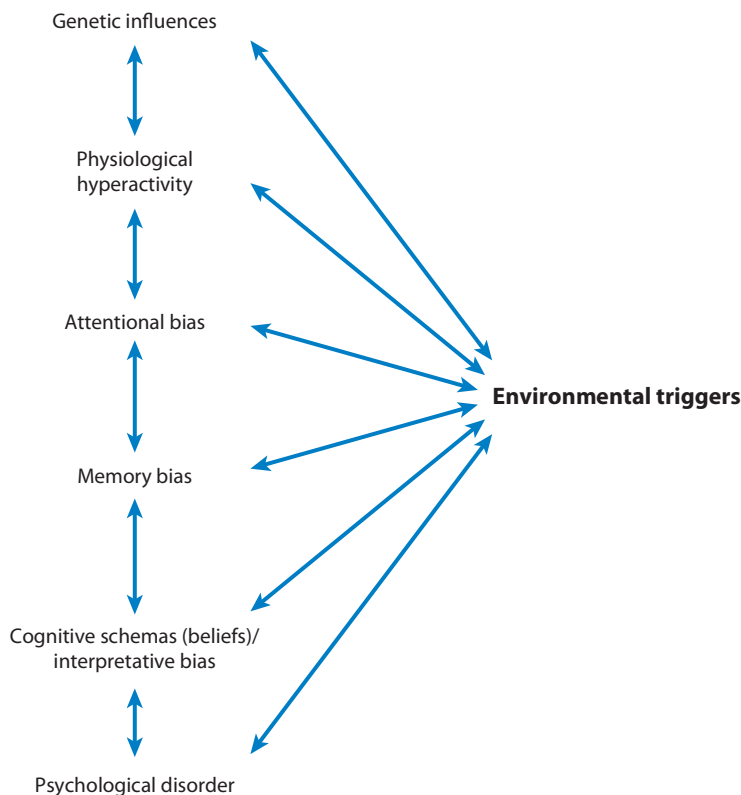 Genetic influences
Physiological
hyperactivity
Attentional bias
Environmental triggers
Memory bias
Cognitive schemas (beliefs)/
interpretative bias
Psychological disorder